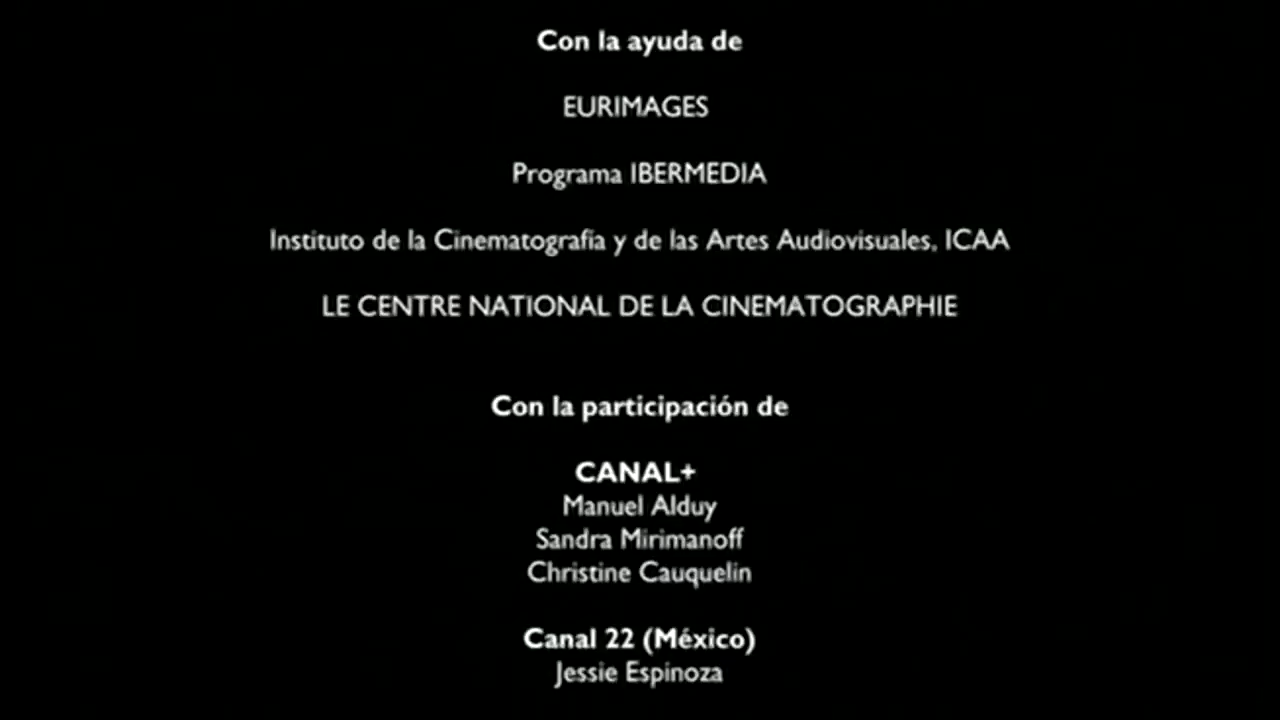 Con la ayuda de
EURIMAGES
Programa IBERMEDIA
Instituto de la Cinematografía y de las Artes Audiovisuales, ICAA
LE CENTRE NATIONAL DE LA CINEMATOGRAPHIE
Con la participación de
CANAL+
Manuel Alduy
Sandra Mirimanoff
Christine Cauquelin
Canal 22 (México)
Jessie Espinoza